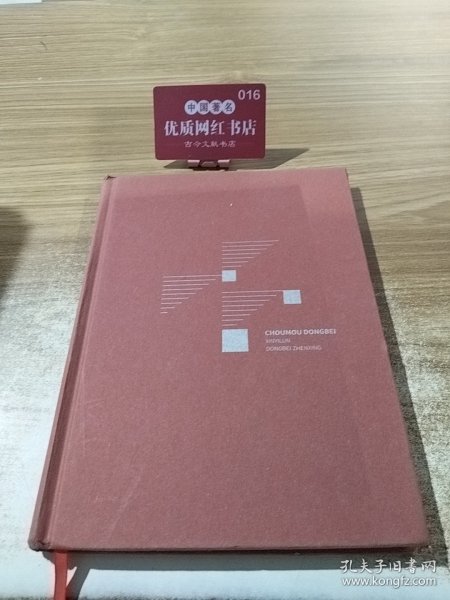 016
中国著名
优质网红书店
古今文献书店
CHOUMOU DONGBEI
XINYILUN
DONGBEI ZHENXING
孔夫子旧书网
www.kongfz.com